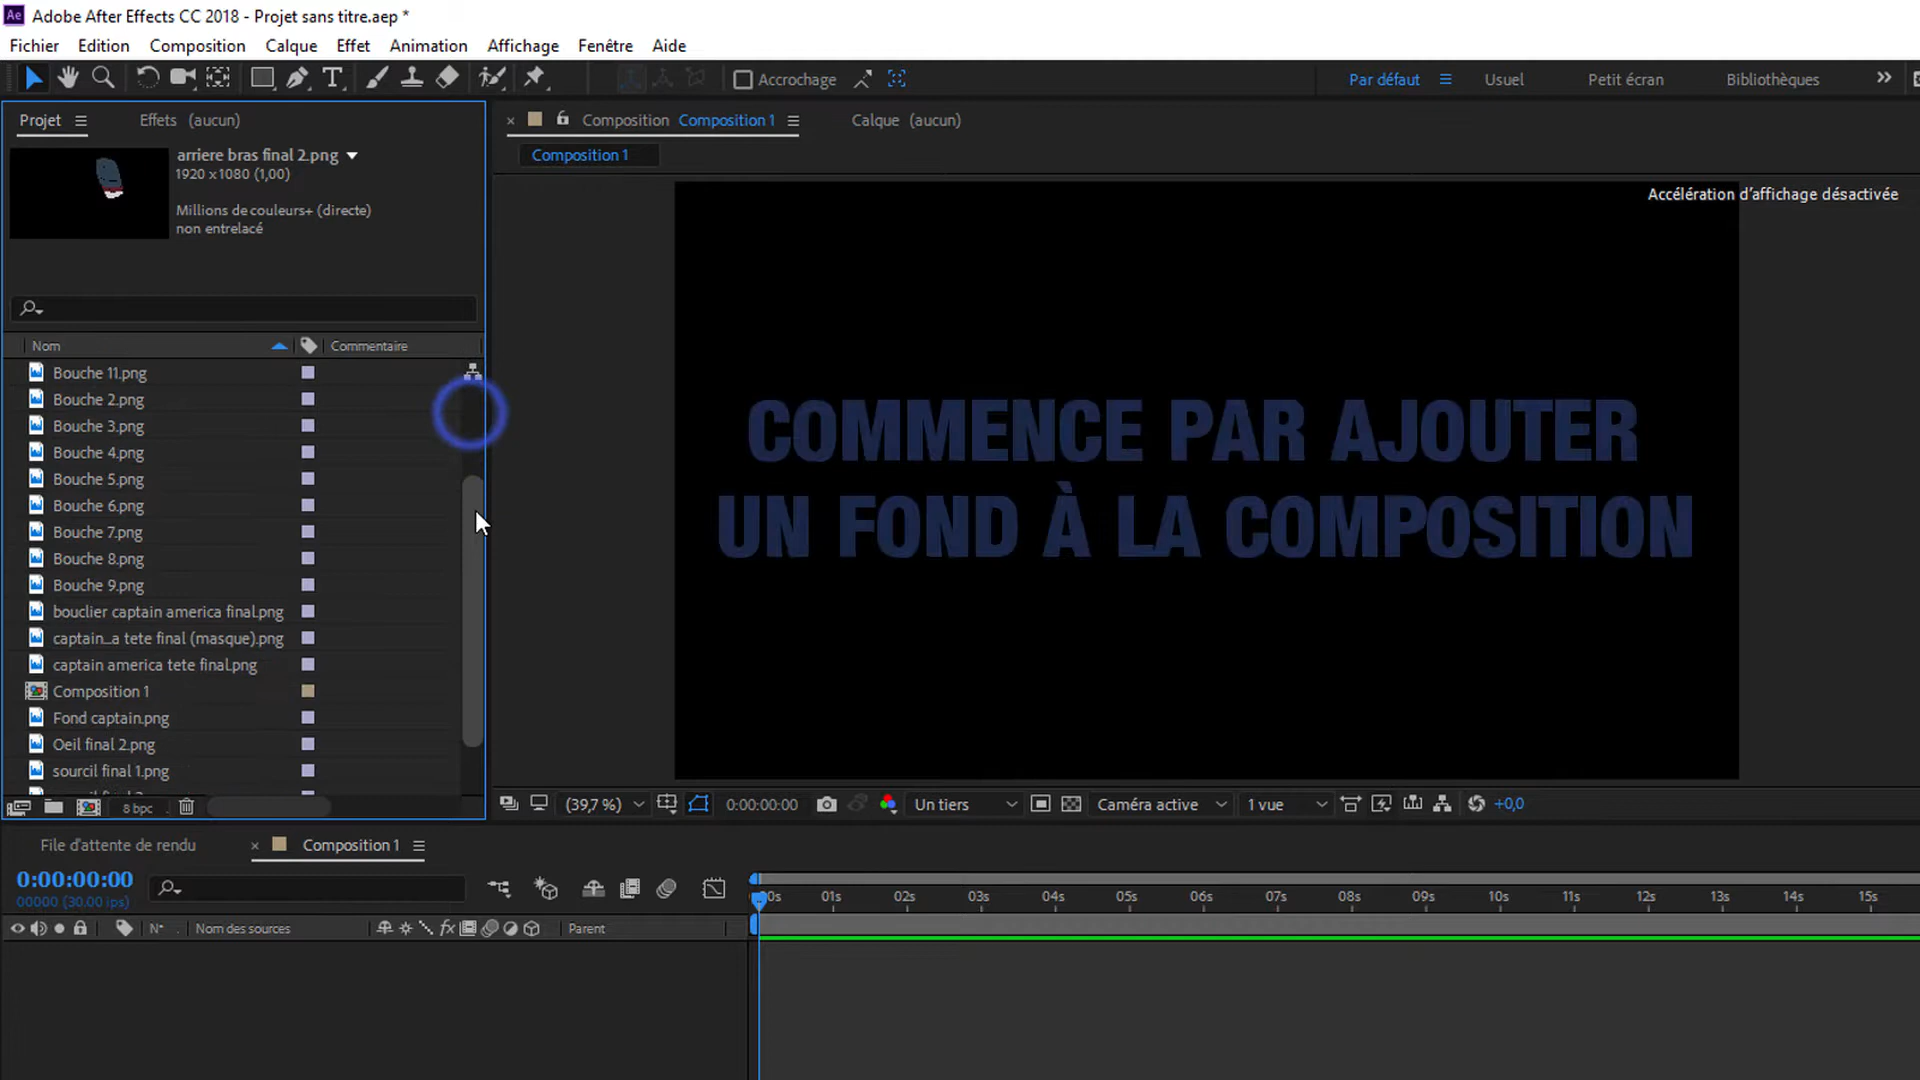 Ae Adobe After Effects CC 2018 - Projet sans titre.aep *
Fichier Edition Composition Calque Effet Animation Affichage Fenêtre Aide
T Accrochage Par défaut Usuel Petit écran Bibliothèques
Projet Effets (aucun)
× Composition Composition 1 Calque (aucun)
arriere bras final 2.png
1920 x 1080 (1,00)
Millions de couleurs+ (directe)
non entrelacé
Composition 1
Accélération d'affichage désactivée
Nom Commentaire
Bouche 11.png
Bouche 2.png
Bouche 3.png
Bouche 4.png
Bouche 5.png
Bouche 6.png
Bouche 7.png
Bouche 8.png
Bouche 9.png
bouclier captain america final.png
captain...a tete final (masque).png
captain america tete final.png
Composition 1
Fond captain.png
Oeil final 2.png
sourcil final 1.png
8 bpc
COMMENCE PAR AJOUTER
UN FOND À LA COMPOSITION
(39,7 %) 0:00:00:00 Un tiers Caméra active 1 vue +0,0
File d'attente de rendu × Composition 1
0:00:00:00
00000 (30.00 ips)
00s 01s 02s 03s 04s 05s 06s 07s 08s 09s 10s 11s 12s 13s 14s 15s
N° Nom des sources fx Parent